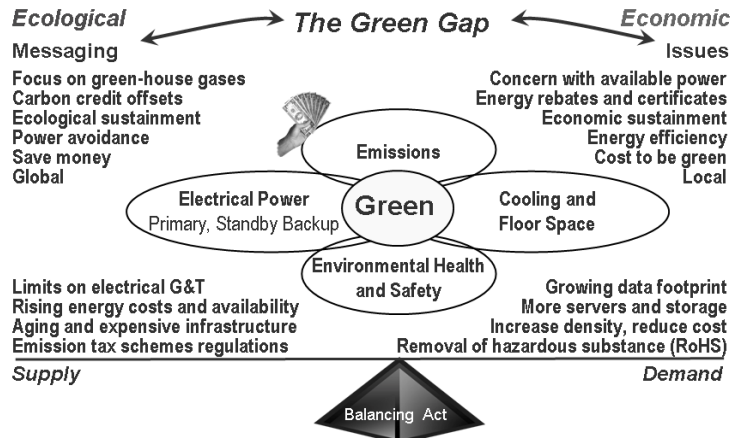 Ecological
The Green Gap
Economic
Messaging
Issues
Focus on green-house gases
Carbon credit offsets
Ecological sustainment
Power avoidance
Save money
Global
Concern with available power
Energy rebates and certificates
Economic sustainment
Energy efficiency
Cost to be green
Local
Emissions
Electrical Power
Primary, Standby Backup
Green
Cooling and
Floor Space
Environmental Health
and Safety
Limits on electrical G&T
Rising energy costs and availability
Aging and expensive infrastructure
Emission tax schemes regulations
Growing data footprint
More servers and storage
Increase density, reduce cost
Removal of hazardous substance (RoHS)
Supply
Demand
Balancing Act